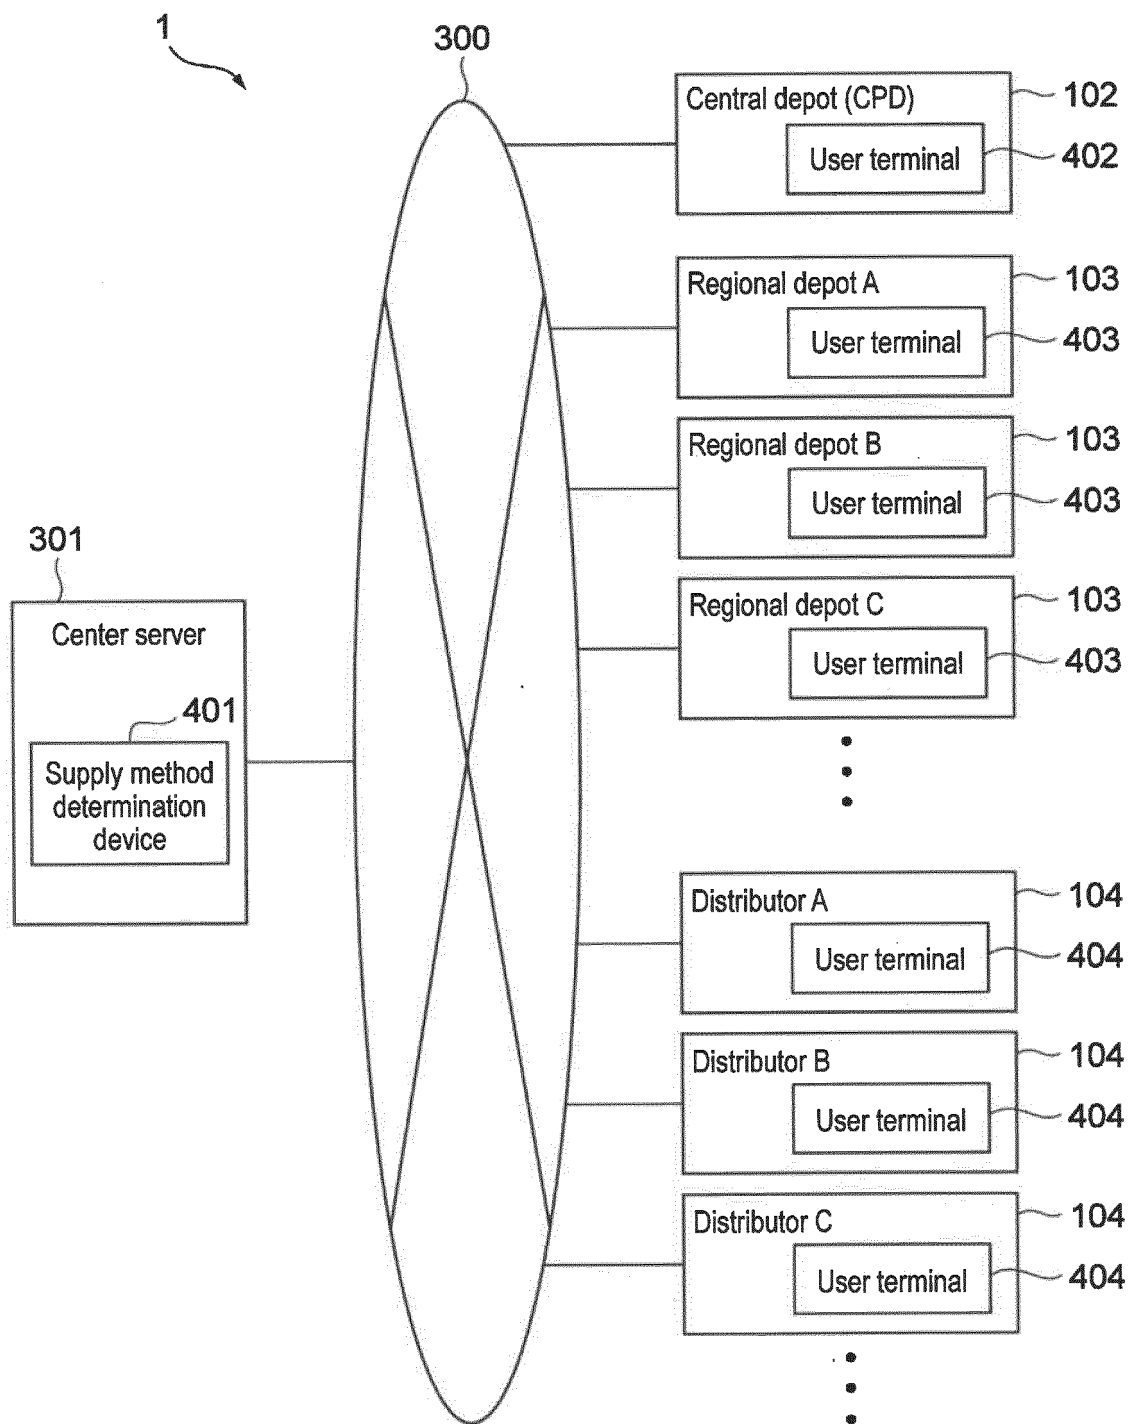 1
300
Central depot (CPD)
102
User terminal
402
Regional depot A
103
User terminal
403
Regional depot B
103
User terminal
403
Regional depot C
103
User terminal
403
301
Center server
401
Supply method
determination
device
Distributor A
104
User terminal
404
Distributor B
104
User terminal
404
Distributor C
104
User terminal
404